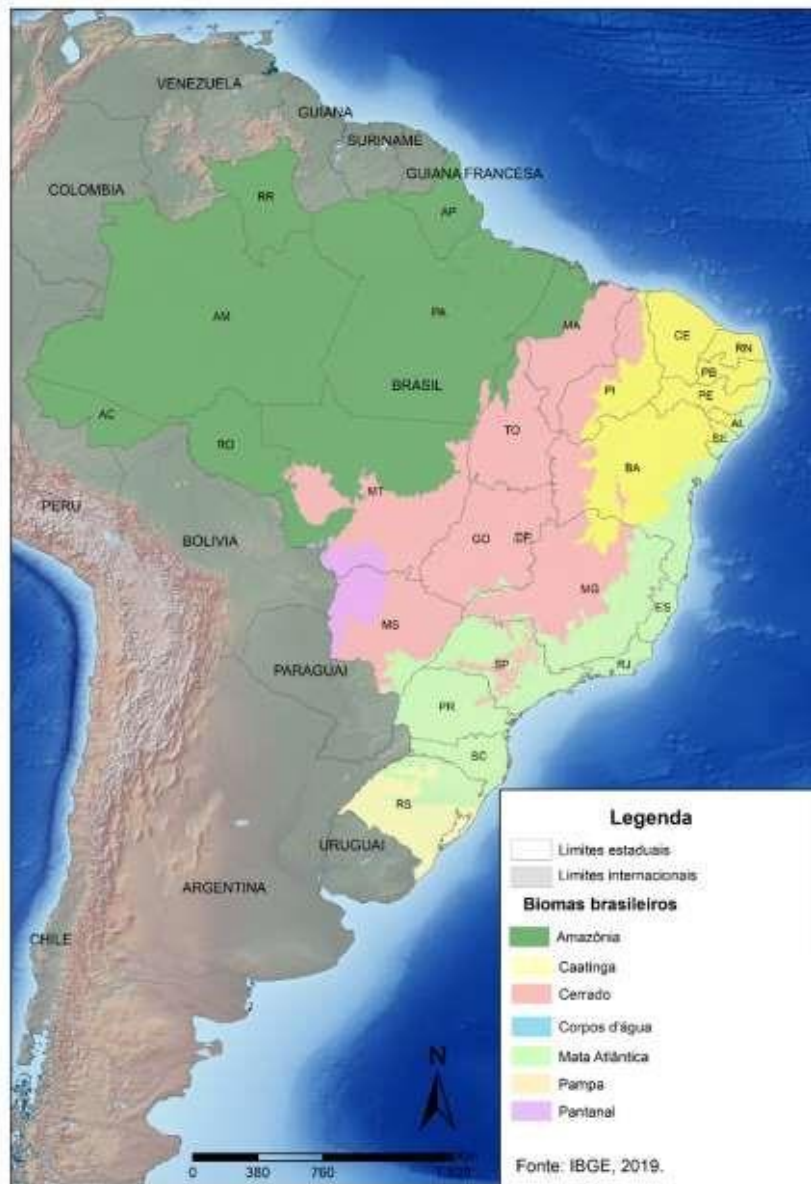 VENEZUELA
GUIANA
SURINAME
GUIANA FRANCESA
COLOMBIA
RR
AP
AM
PA
MA
CE
RN
PB
PE
AL
SE
PI
BRASIL
AC
RO
TO
BA
MT
PERU
BOLIVIA
GO
DF
MG
ES
MS
PARAGUAI
SP
RJ
PR
SC
RS
URUGUAI
ARGENTINA
CHILE
Legenda
Limites estaduais
Limites internacionais
Biomas brasileiros
Amazônia
Caatinga
Cerrado
Corpos d'água
Mata Atlântica
Pampa
Pantanal
N
0 380 760
Fonte: IBGE, 2019.